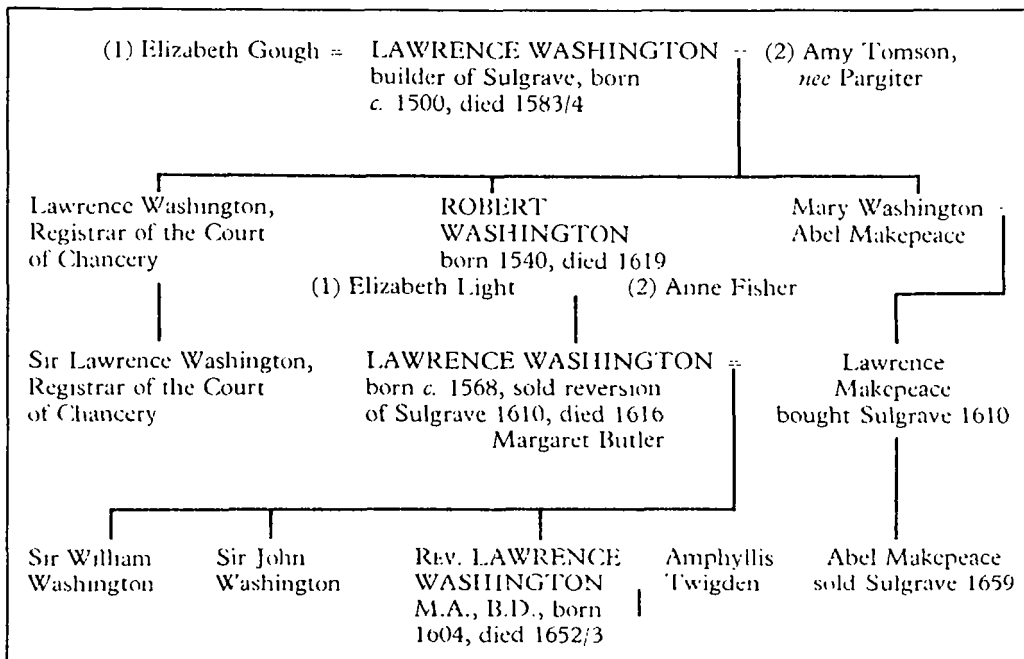 (1) Elizabeth Gough = LAWRENCE WASHINGTON = (2) Amy Tomson,
builder of Sulgrave, born nee Pargiter
c. 1500, died 1583/4
Lawrence Washington, ROBERT Mary Washington =
Registrar of the Court WASHINGTON Abel Makepeace
of Chancery born 1540, died 1619
(1) Elizabeth Light (2) Anne Fisher
Sir Lawrence Washington, LAWRENCE WASHINGTON = Lawrence
Registrar of the Court born c. 1568, sold reversion Makepeace
of Chancery of Sulgrave 1610, died 1616 bought Sulgrave 1610
Margaret Butler
Sir William Sir John REV. LAWRENCE Amphyllis Abel Makepeace
Washington Washington WASHINGTON Twigden sold Sulgrave 1659
M.A., B.D., born
1604, died 1652/3